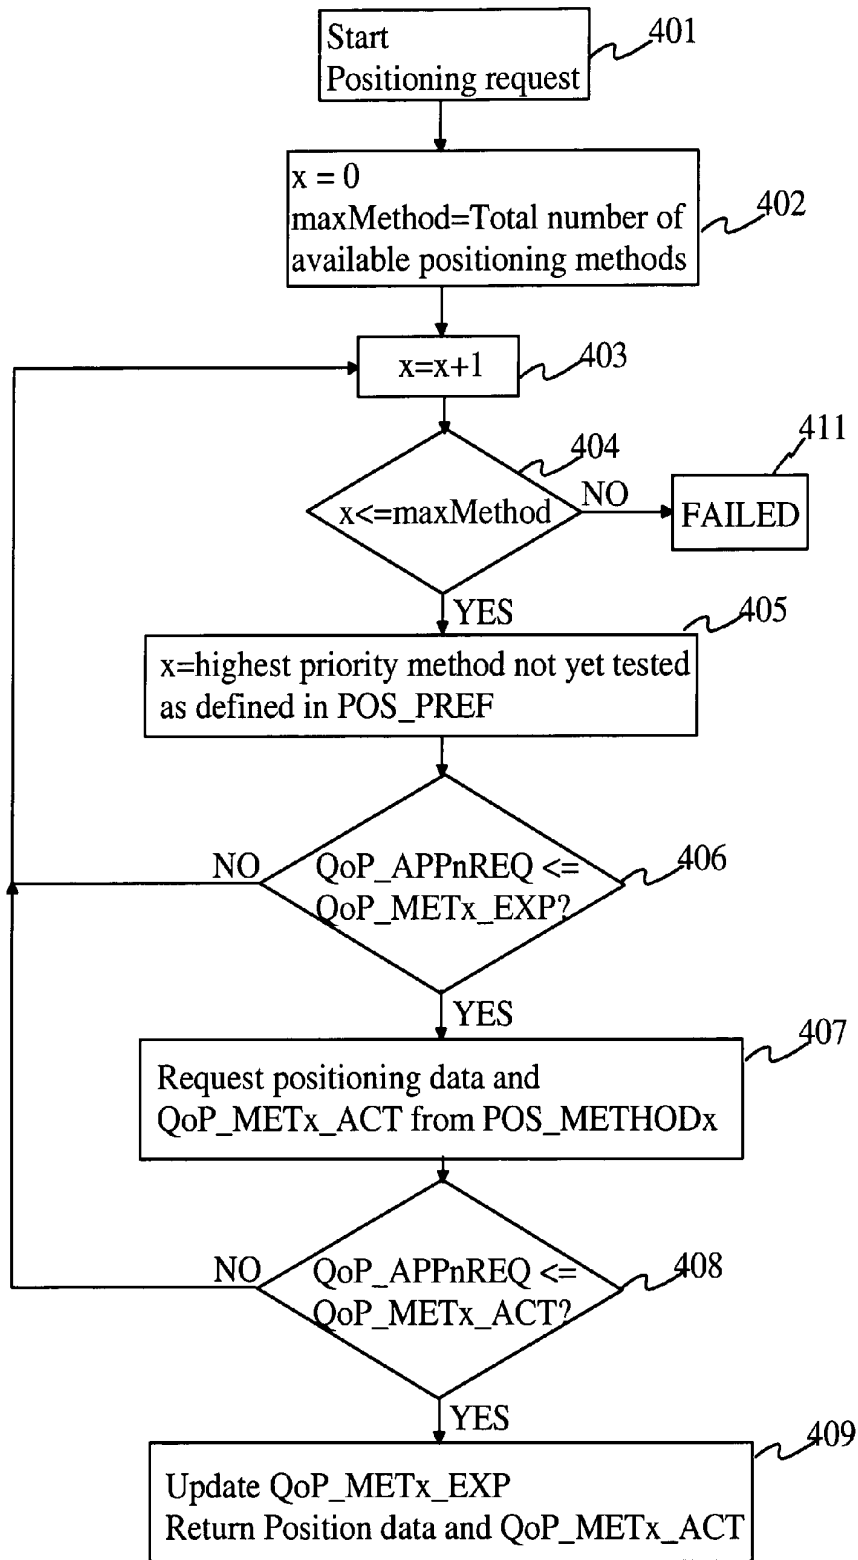 Start
Positioning request
401
x = 0
maxMethod=Total number of
available positioning methods
402
x=x+1
403
404
x<=maxMethod
NO
411
FAILED
YES
405
x=highest priority method not yet tested
as defined in POS_PREF
NO
QoP_APPnREQ <=
QoP_METx_EXP?
406
YES
407
Request positioning data and
QoP_METx_ACT from POS_METHODx
NO
QoP_APPnREQ <=
QoP_METx_ACT?
408
YES
409
Update QoP_METx_EXP
Return Position data and QoP_METx_ACT